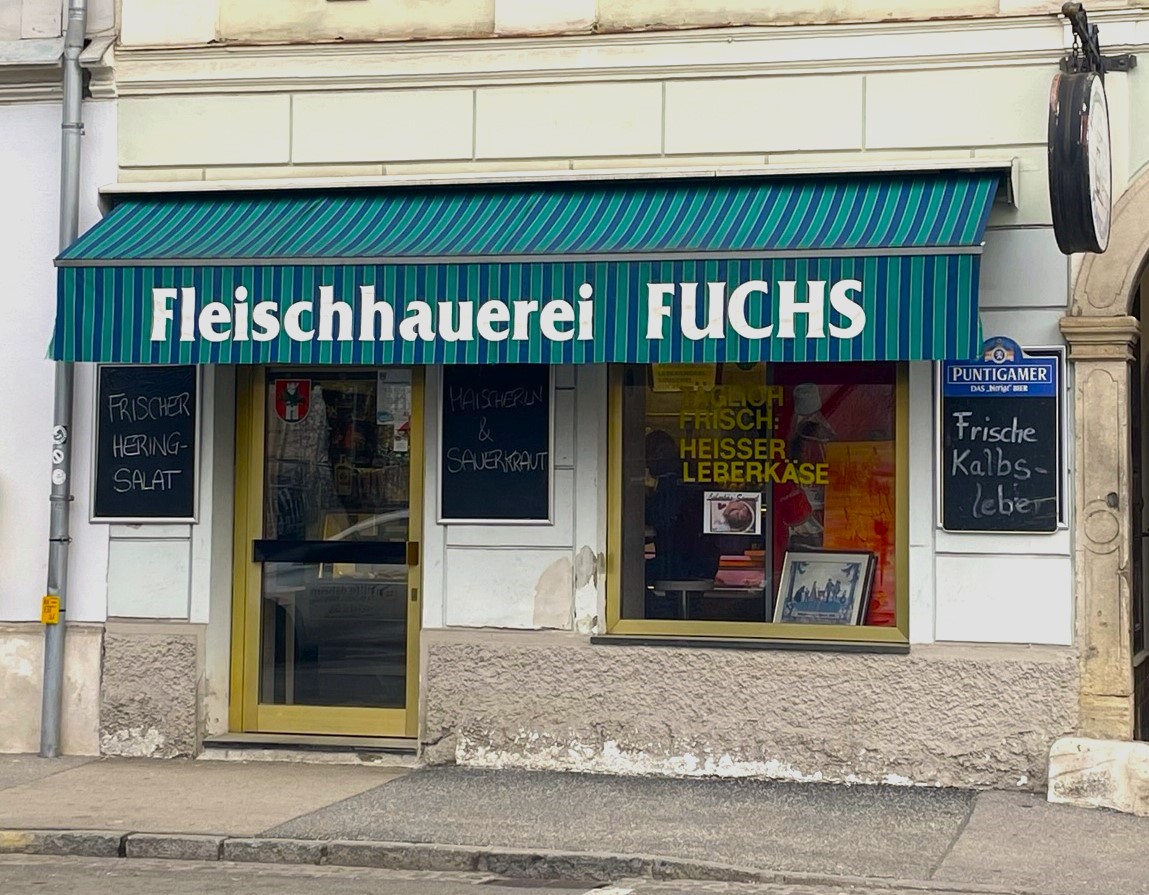 Fleischhauerei FUCHS
FRISCHER
HERING-
SALAT
MAISCHERLN
&
SAUERKRAUT
TÄGLICH
FRISCH:
HEISSER
LEBERKÄSE
PUNTIGAMER
DAS „bierige" BIER
Frische
Kalbs-
leber